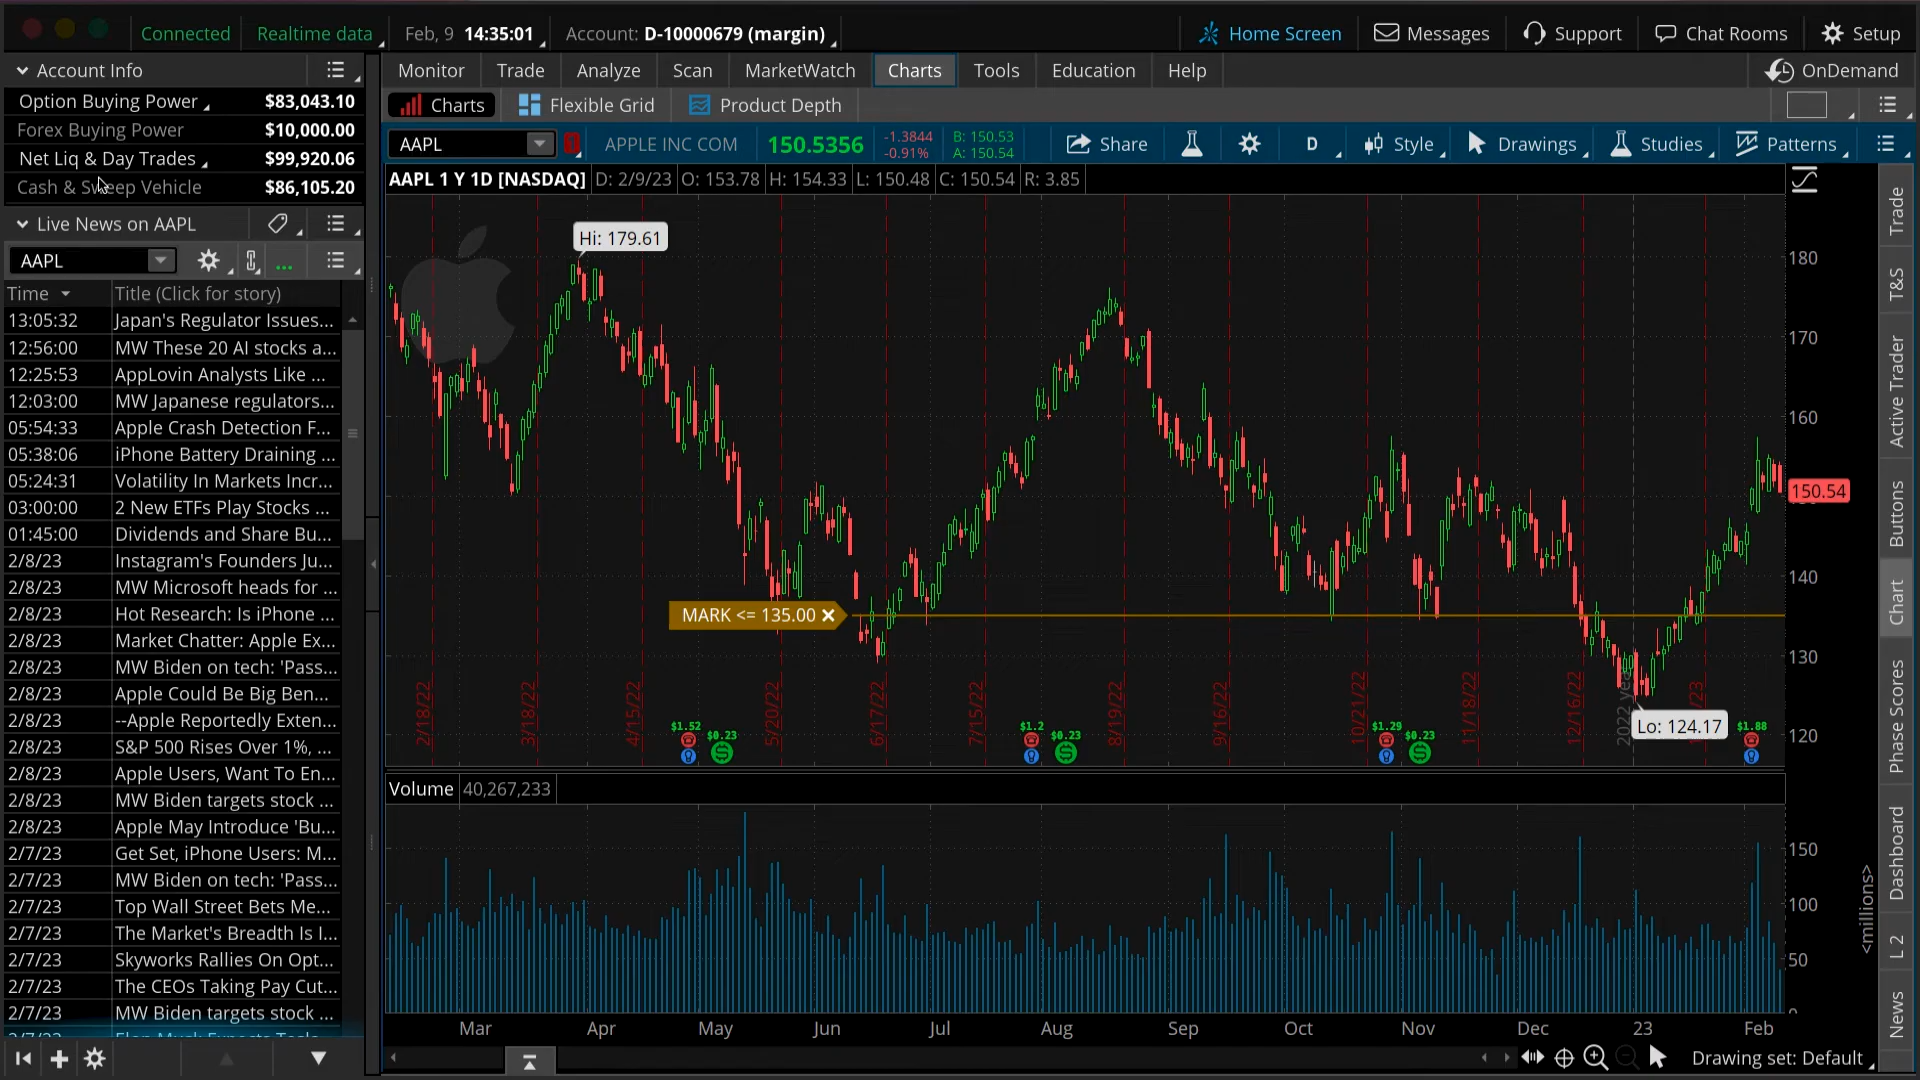 Connected
Realtime data
Feb, 9 14:35:01
Account: D-10000679 (margin)
Home Screen
Messages
Support
Chat Rooms
Setup
Account Info
Option Buying Power $83,043.10
Forex Buying Power $10,000.00
Net Liq & Day Trades $99,920.06
Cash & Sweep Vehicle $86,105.20
Live News on AAPL
AAPL
Time Title (Click for story)
13:05:32 Japan's Regulator Issues...
12:56:00 MW These 20 AI stocks a...
12:25:53 AppLovin Analysts Like ...
12:03:00 MW Japanese regulators...
05:54:33 Apple Crash Detection F...
05:38:06 iPhone Battery Draining ...
05:24:31 Volatility In Markets Incr...
03:00:00 2 New ETFs Play Stocks ...
01:45:00 Dividends and Share Bu...
2/8/23 Instagram's Founders Ju...
2/8/23 MW Microsoft heads for ...
2/8/23 Hot Research: Is iPhone ...
2/8/23 Market Chatter: Apple Ex...
2/8/23 MW Biden on tech: 'Pass...
2/8/23 Apple Could Be Big Ben...
2/8/23 --Apple Reportedly Exten...
2/8/23 S&P 500 Rises Over 1%, ...
2/8/23 Apple Users, Want To En...
2/8/23 MW Biden targets stock ...
2/8/23 Apple May Introduce 'Bu...
2/7/23 Get Set, iPhone Users: M...
2/7/23 MW Biden on tech: 'Pass...
2/7/23 Top Wall Street Bets Me...
2/7/23 The Market's Breadth Is I...
2/7/23 Skyworks Rallies On Opt...
2/7/23 The CEOs Taking Pay Cut...
2/7/23 MW Biden targets stock ...
Monitor Trade Analyze Scan MarketWatch Charts Tools Education Help
OnDemand
Charts Flexible Grid Product Depth
AAPL
APPLE INC COM
150.5356
-1.3844
-0.91%
B: 150.53
A: 150.54
Share
D
Style
Drawings
Studies
Patterns
AAPL 1 Y 1D [NASDAQ] D: 2/9/23 O: 153.78 H: 154.33 L: 150.48 C: 150.54 R: 3.85
Hi: 179.61
MARK <= 135.00
Lo: 124.17
180
170
160
150.54
140
130
120
2/18/22
3/18/22
4/15/22
5/20/22
6/17/22
7/15/22
8/19/22
9/16/22
10/21/22
11/18/22
12/16/22
$1.52
$0.23
$1.2
$0.23
$1.29
$0.23
$1.88
Volume 40,267,233
150
100
50
<millions>
Mar Apr May Jun Jul Aug Sep Oct Nov Dec 23 Feb
Drawing set: Default
Trade
T&S
Active Trader
Buttons
Chart
Phase Scores
Dashboard
L 2
News